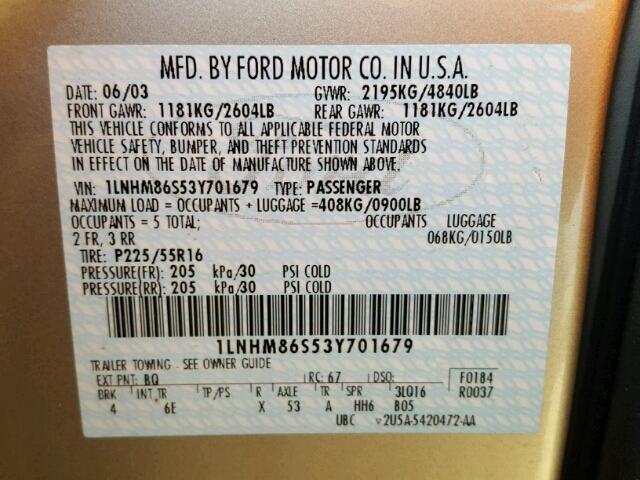 MFD. BY FORD MOTOR CO. IN U.S.A.
DATE: 06/03 GVWR: 2195KG/4840LB
FRONT GAWR: 1181KG/2604LB REAR GAWR: 1181KG/2604LB
THIS VEHICLE CONFORMS TO ALL APPLICABLE FEDERAL MOTOR
VEHICLE SAFETY, BUMPER, AND THEFT PREVENTION STANDARDS
IN EFFECT ON THE DATE OF MANUFACTURE SHOWN ABOVE.
VIN: 1LNHM86S53Y701679 TYPE: PASSENGER
MAXIMUM LOAD = OCCUPANTS + LUGGAGE =408KG/0900LB
OCCUPANTS = 5 TOTAL; OCCUPANTS LUGGAGE
2 FR, 3 RR 068KG/0150LB
TIRE: P225/55R16
PRESSURE(FR): 205 kPa/30 PSI COLD
PRESSURE(RR): 205 kPa/30 PSI COLD
1LNHM86S53Y701679
TRAILER TOWING - SEE OWNER GUIDE
EXT PNT: BQ RC: 67 DSO: F0184
BRK INT TR TP/PS R AXLE TR SPR 3LQ16 R0037
4 6E X 53 A HH6 B05
UBC v2U5A-5420472-AA